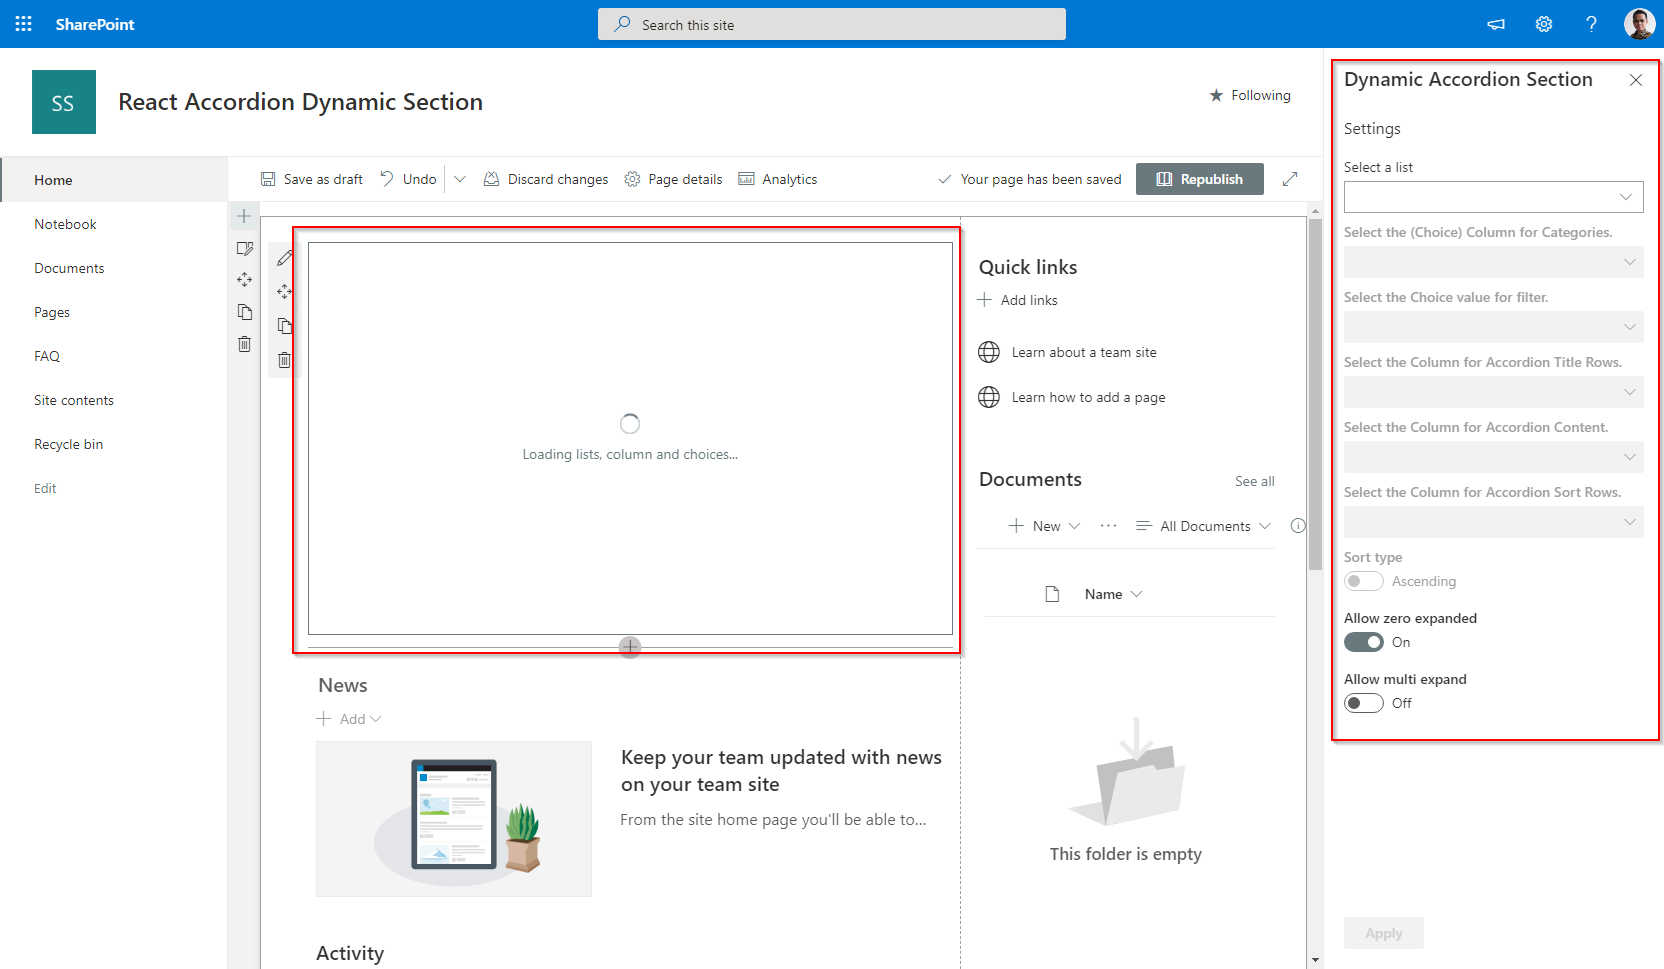 SharePoint
Search this site
SS
React Accordion Dynamic Section
Following
Home
Notebook
Documents
Pages
FAQ
Site contents
Recycle bin
Edit
Save as draft
Undo
Discard changes
Page details
Analytics
Your page has been saved
Republish
Loading lists, column and choices...
News
Add
Keep your team updated with news
on your team site
From the site home page you'll be able to...
Activity
Quick links
Add links
Learn about a team site
Learn how to add a page
Documents
See all
New
All Documents
Name
This folder is empty
Dynamic Accordion Section
Settings
Select a list
Select the (Choice) Column for Categories.
Select the Choice value for filter.
Select the Column for Accordion Title Rows.
Select the Column for Accordion Content.
Select the Column for Accordion Sort Rows.
Sort type
Ascending
Allow zero expanded
On
Allow multi expand
Off
Apply